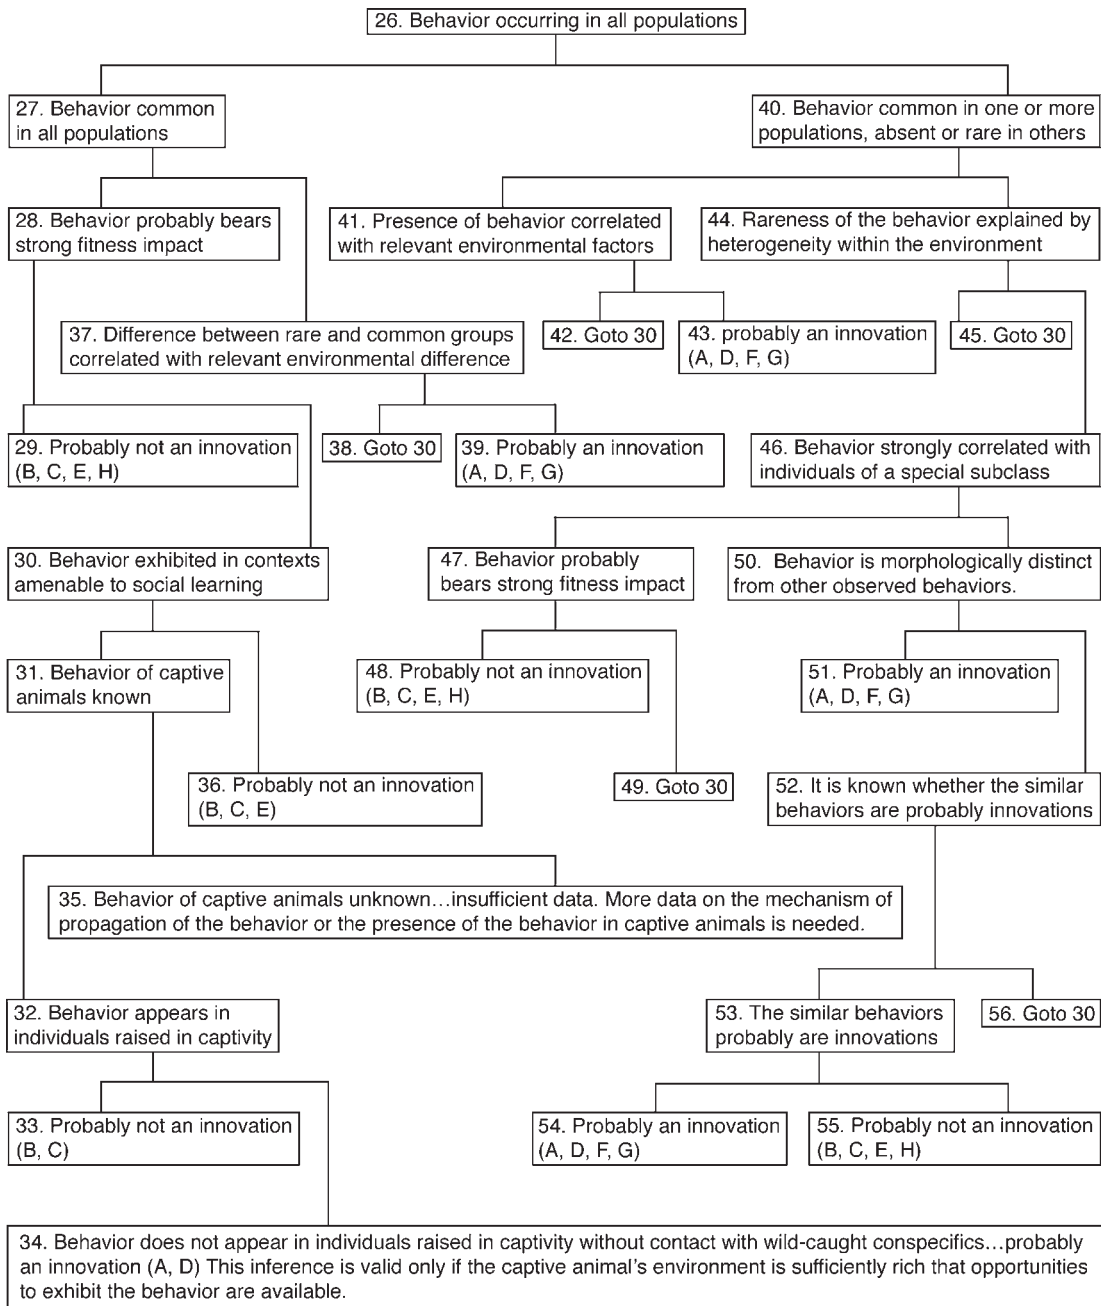 26. Behavior occurring in all populations
27. Behavior common
in all populations
40. Behavior common in one or more
populations, absent or rare in others
28. Behavior probably bears
strong fitness impact
41. Presence of behavior correlated
with relevant environmental factors
44. Rareness of the behavior explained by
heterogeneity within the environment
37. Difference between rare and common groups
correlated with relevant environmental difference
42. Goto 30
43. probably an innovation
(A, D, F, G)
45. Goto 30
29. Probably not an innovation
(B, C, E, H)
38. Goto 30
39. Probably an innovation
(A, D, F, G)
46. Behavior strongly correlated with
individuals of a special subclass
30. Behavior exhibited in contexts
amenable to social learning
47. Behavior probably
bears strong fitness impact
50. Behavior is morphologically distinct
from other observed behaviors.
31. Behavior of captive
animals known
48. Probably not an innovation
(B, C, E, H)
51. Probably an innovation
(A, D, F, G)
36. Probably not an innovation
(B, C, E)
49. Goto 30
52. It is known whether the similar
behaviors are probably innovations
35. Behavior of captive animals unknown...insufficient data. More data on the mechanism of
propagation of the behavior or the presence of the behavior in captive animals is needed.
32. Behavior appears in
individuals raised in captivity
53. The similar behaviors
probably are innovations
56. Goto 30
33. Probably not an innovation
(B, C)
54. Probably an innovation
(A, D, F, G)
55. Probably not an innovation
(B, C, E, H)
34. Behavior does not appear in individuals raised in captivity without contact with wild-caught conspecifics...probably
an innovation (A, D) This inference is valid only if the captive animal's environment is sufficiently rich that opportunities
to exhibit the behavior are available.